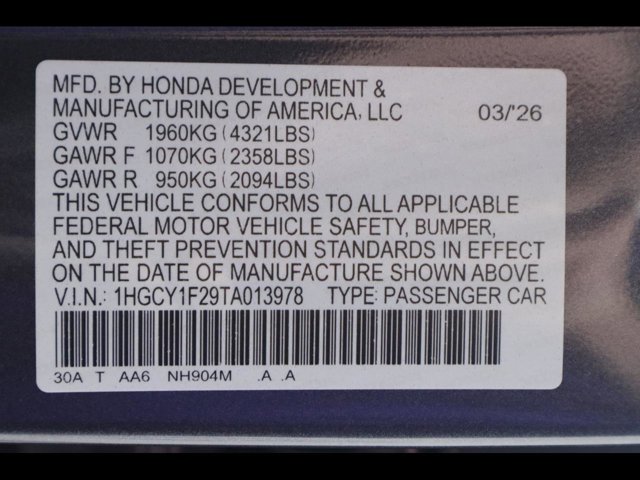 MFD. BY HONDA DEVELOPMENT &
MANUFACTURING OF AMERICA, LLC 03/'26
GVWR 1960KG (4321LBS)
GAWR F 1070KG (2358LBS)
GAWR R 950KG (2094LBS)
THIS VEHICLE CONFORMS TO ALL APPLICABLE
FEDERAL MOTOR VEHICLE SAFETY, BUMPER,
AND THEFT PREVENTION STANDARDS IN EFFECT
ON THE DATE OF MANUFACTURE SHOWN ABOVE.
V.I.N.: 1HGCY1F29TA013978 TYPE: PASSENGER CAR
30A T AA6 NH904M .A .A